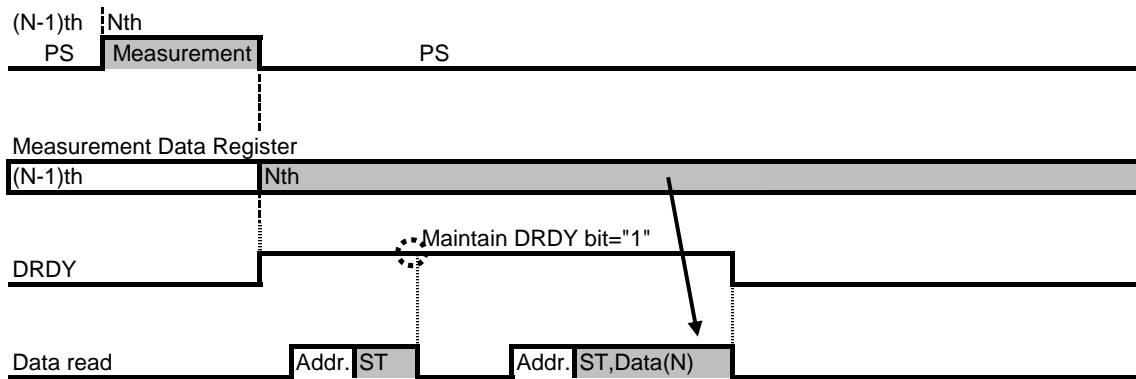 (N-1)th Nth
PS Measurement PS
Measurement Data Register
(N-1)th Nth
Maintain DRDY bit="1"
DRDY
Data read Addr. ST Addr. ST,Data(N)